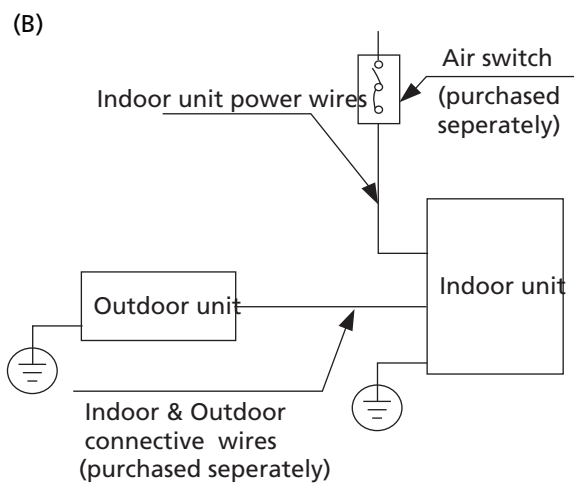 (B)
Air switch
(purchased
seperately)
Indoor unit power wires
Outdoor unit
Indoor unit
Indoor & Outdoor
connective wires
(purchased seperately)